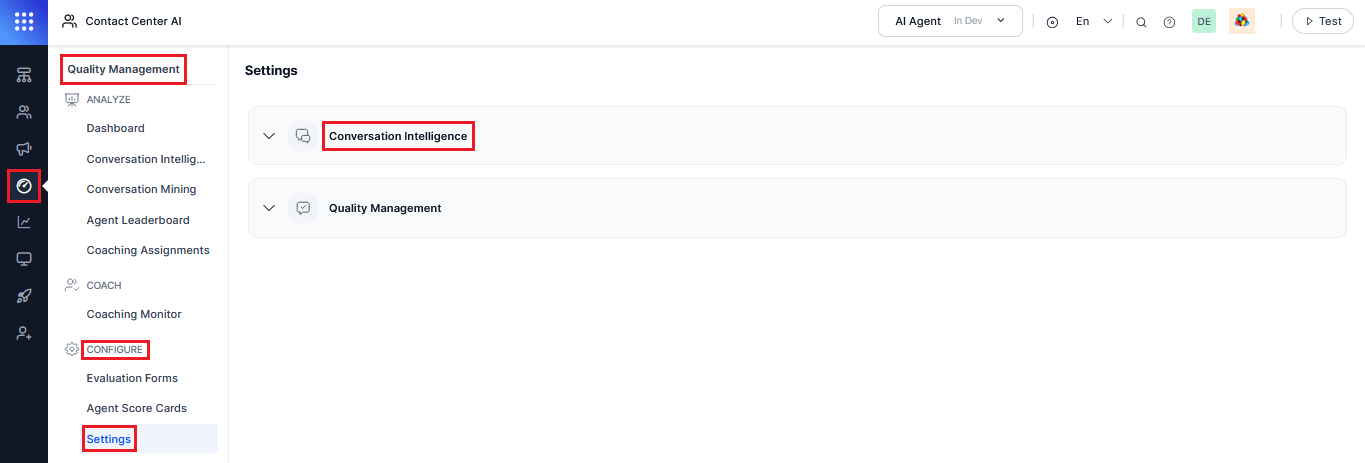 Contact Center AI
AI Agent In Dev
En
DE
Test
Quality Management
ANALYZE
Dashboard
Conversation Intellig...
Conversation Mining
Agent Leaderboard
Coaching Assignments
COACH
Coaching Monitor
CONFIGURE
Evaluation Forms
Agent Score Cards
Settings
Settings
Conversation Intelligence
Quality Management